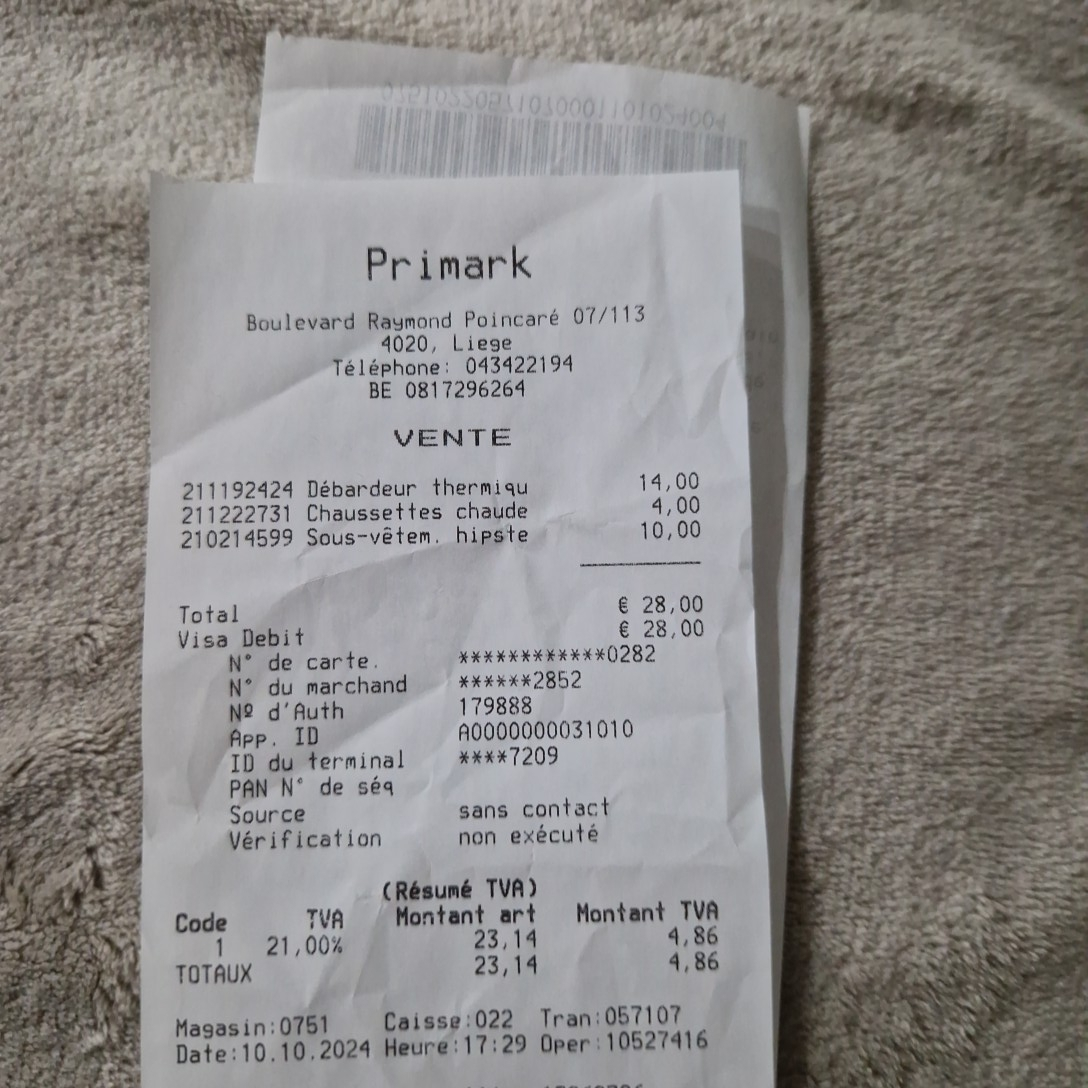 07510220571070001101024004
Primark
Boulevard Raymond Poincaré 07/113
4020, Liege
Téléphone: 043422194
BE 0817296264
VENTE
211192424 Débardeur thermiqu 14,00
211222731 Chaussettes chaude 4,00
210214599 Sous-vêtem. hipste 10,00
Total € 28,00
Visa Debit € 28,00
N° de carte. ************0282
N° du marchand ******2852
Nº d'Auth 179888
App. ID A0000000031010
ID du terminal ****7209
PAN N° de séq
Source sans contact
Vérification non exécuté
(Résumé TVA)
Code TVA Montant art Montant TVA
1 21,00% 23,14 4,86
TOTAUX 23,14 4,86
Magasin:0751 Caisse:022 Tran:057107
Date:10.10.2024 Heure:17:29 Oper:10527416